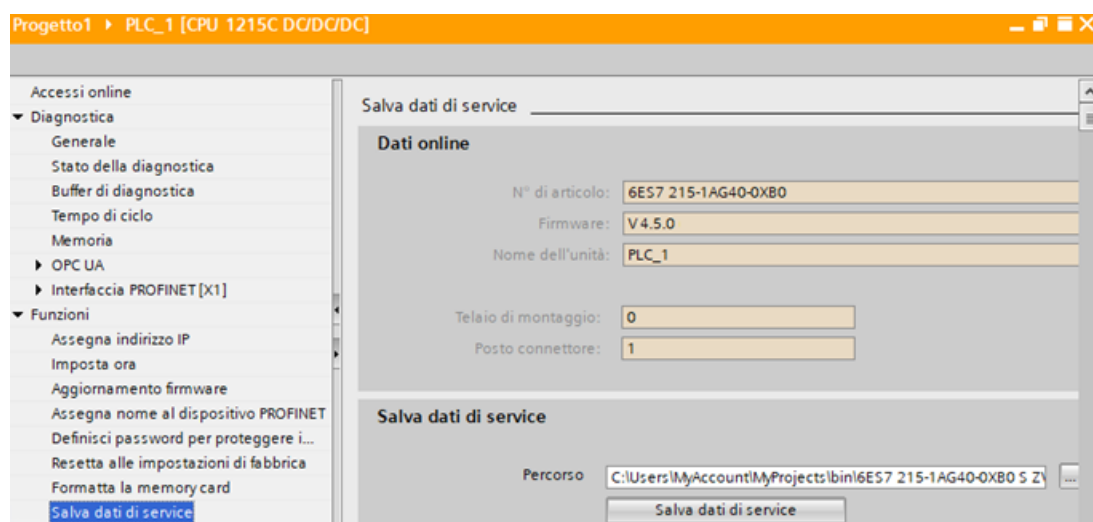 Progetto1 ▸ PLC_1 [CPU 1215C DC/DC/DC]
Accessi online
Diagnostica
Generale
Stato della diagnostica
Buffer di diagnostica
Tempo di ciclo
Memoria
OPC UA
Interfaccia PROFINET [X1]
Funzioni
Assegna indirizzo IP
Imposta ora
Aggiornamento firmware
Assegna nome al dispositivo PROFINET
Definisci password per proteggere i...
Resetta alle impostazioni di fabbrica
Formatta la memory card
Salva dati di service
Salva dati di service
Dati online
N° di articolo: 6ES7 215-1AG40-0XB0
Firmware: V 4.5.0
Nome dell'unità: PLC_1
Telaio di montaggio: 0
Posto connettore: 1
Salva dati di service
Percorso C:\Users\MyAccount\MyProjects\bin\6ES7 215-1AG40-0XB0 S ...
Salva dati di service